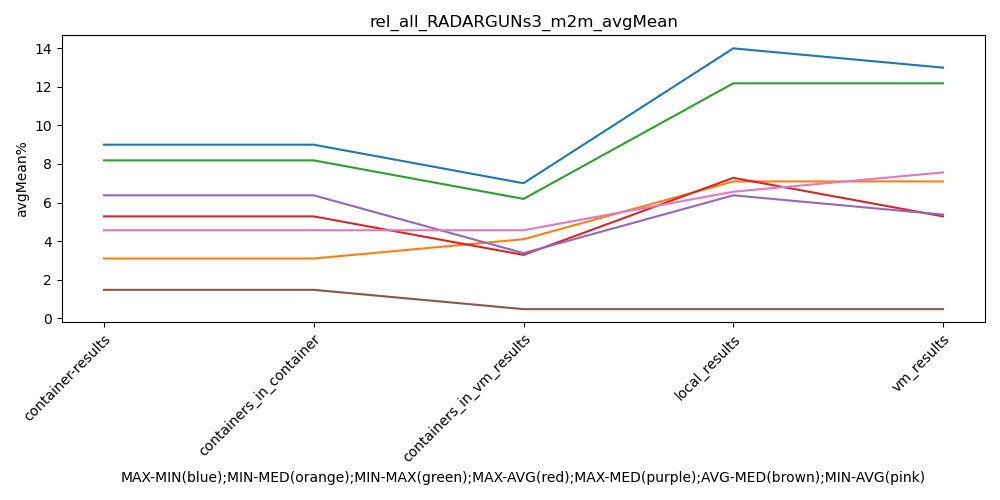 rel_all_RADARGUNs3_m2m_avgMean
avgMean%
14
12
10
8
6
4
2
0
container-results
containers_in_container
containers_in_vm_results
local_results
vm_results
MAX-MIN(blue);MIN-MED(orange);MIN-MAX(green);MAX-AVG(red);MAX-MED(purple);AVG-MED(brown);MIN-AVG(pink)